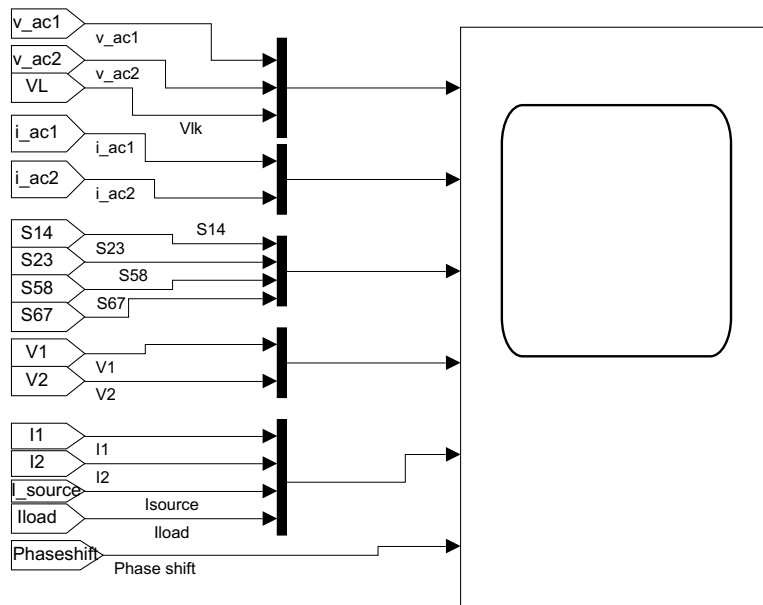 v_ac1
v_ac1
v_ac2
v_ac2
VL
Vlk
i_ac1
i_ac1
i_ac2
i_ac2
S14
S14
S23
S23
S58
S58
S67
S67
V1
V1
V2
V2
I1
I1
I2
I2
I_source
Isource
Iload
Iload
Phaseshift
Phase shift